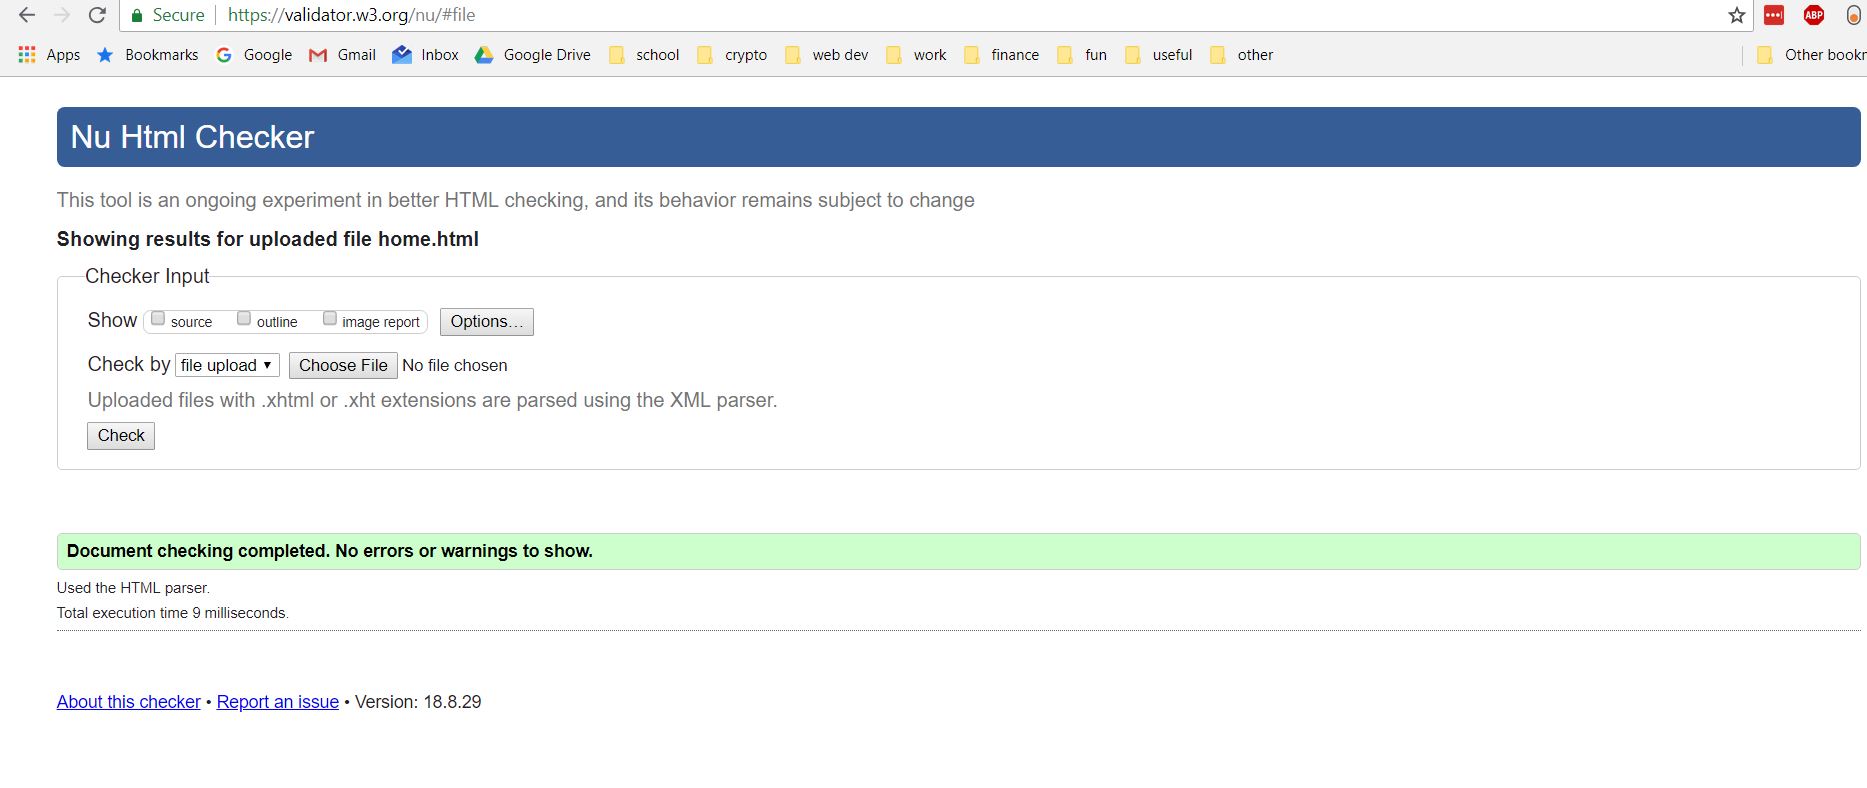 Secure https://validator.w3.org/nu/#file ABP
Apps Bookmarks Google Gmail Inbox Google Drive school crypto web dev work finance fun useful other Other bookr
Nu Html Checker
This tool is an ongoing experiment in better HTML checking, and its behavior remains subject to change
Showing results for uploaded file home.html
Checker Input
Show source outline image report Options...
Check by file upload Choose File No file chosen
Uploaded files with .xhtml or .xht extensions are parsed using the XML parser.
Check
Document checking completed. No errors or warnings to show.
Used the HTML parser.
Total execution time 9 milliseconds.
About this checker • Report an issue • Version: 18.8.29